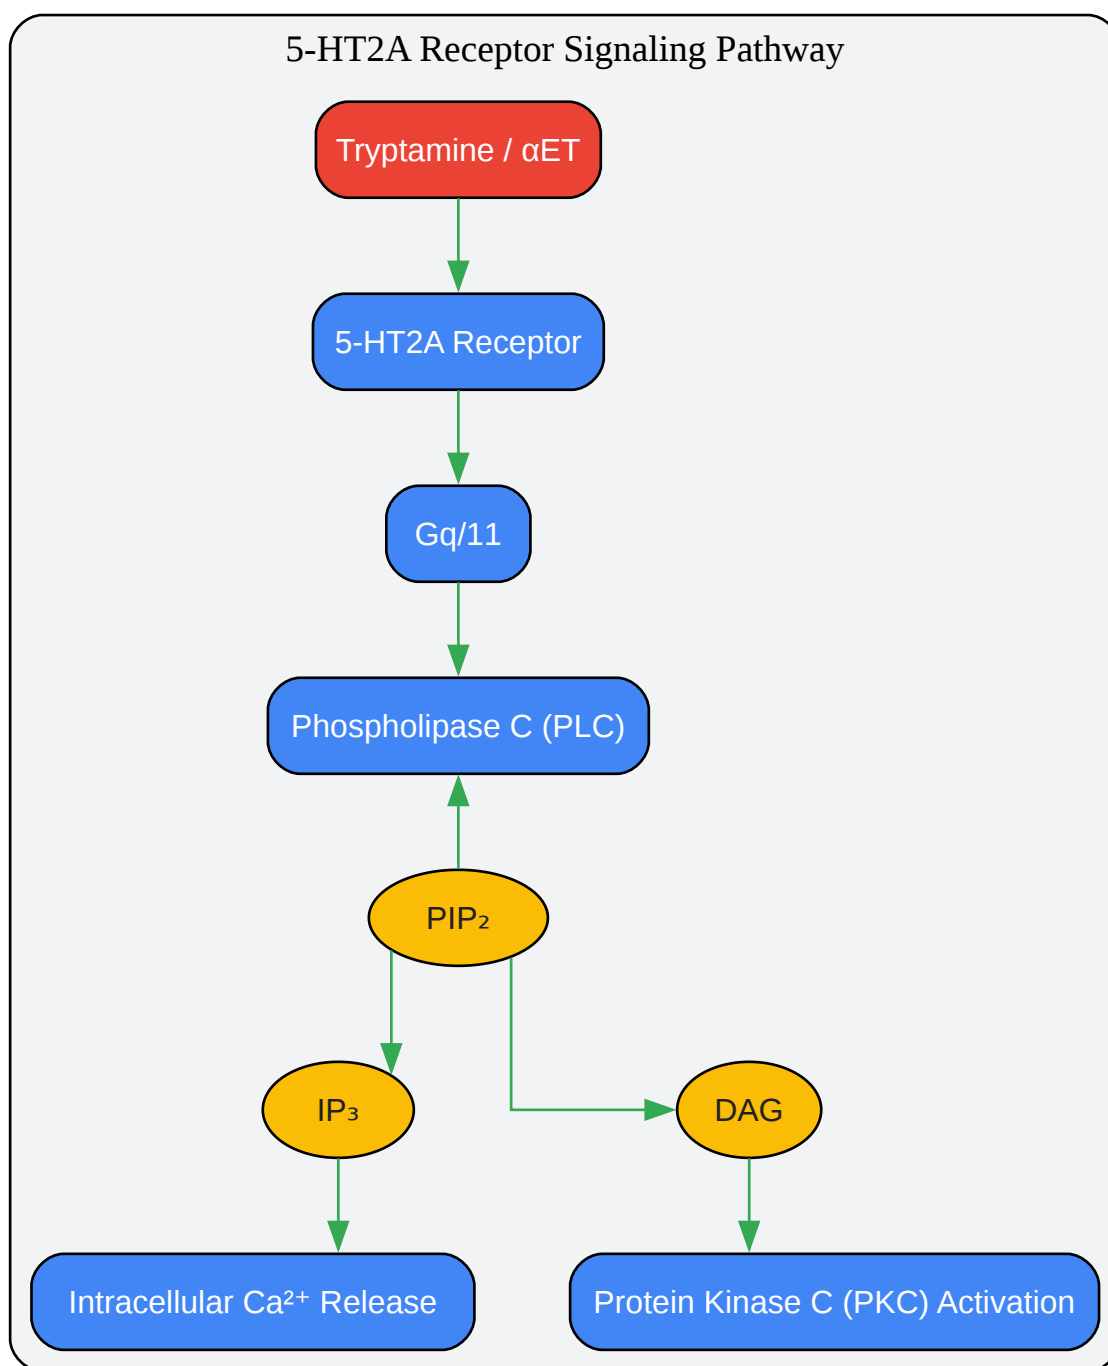 5-HT2A Receptor Signaling Pathway
Tryptamine / αET
5-HT2A Receptor
Gq/11
Phospholipase C (PLC)
PIP₂
IP₃
DAG
Intracellular Ca²⁺ Release
Protein Kinase C (PKC) Activation